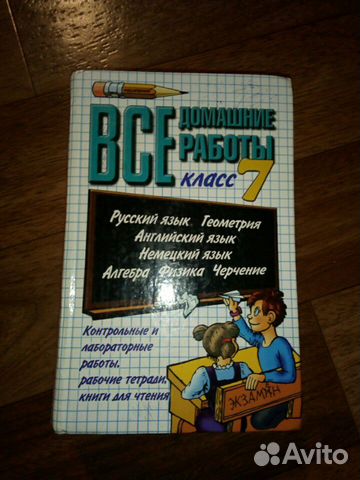 ВСЕ ДОМАШНИЕ
РАБОТЫ
КЛАСС 7
Русский язык Геометрия
Английский язык
Немецкий язык
Алгебра Физика Черчение
Контрольные и
лабораторные
работы,
рабочие тетради,
книги для чтения
ЭКЗАМЕН
Avito